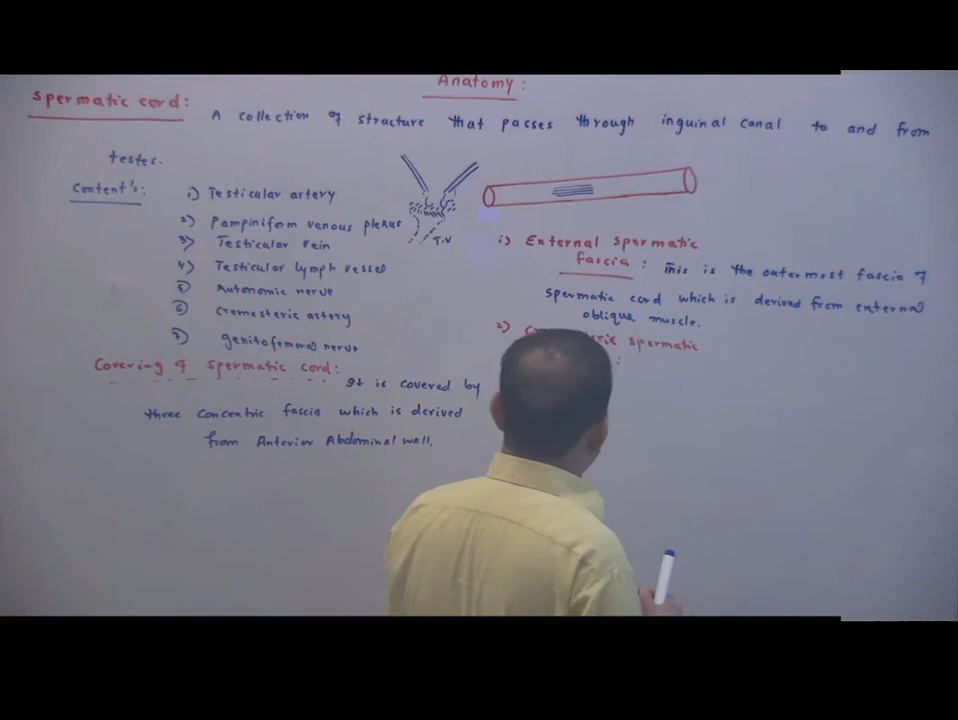 Anatomy:
Spermatic cord: A collection of structure that passes through inguinal canal to and from
testes.
Content's: 1) Testicular artery
2) Pampiniform venous plexus
3) Testicular vein
4) Testicular lymph vessel
5) Autonomic nerve
6) Cremesteric artery
7) genitofemoral nerve
T.V
Covering of spermatic cord: It is covered by
three concentric fascia which is derived
from Anterior Abdominal wall.
1) External spermatic
fascia: This is the outermost fascia of
spermatic cord which is derived from external
oblique muscle.
2) spermatic
: